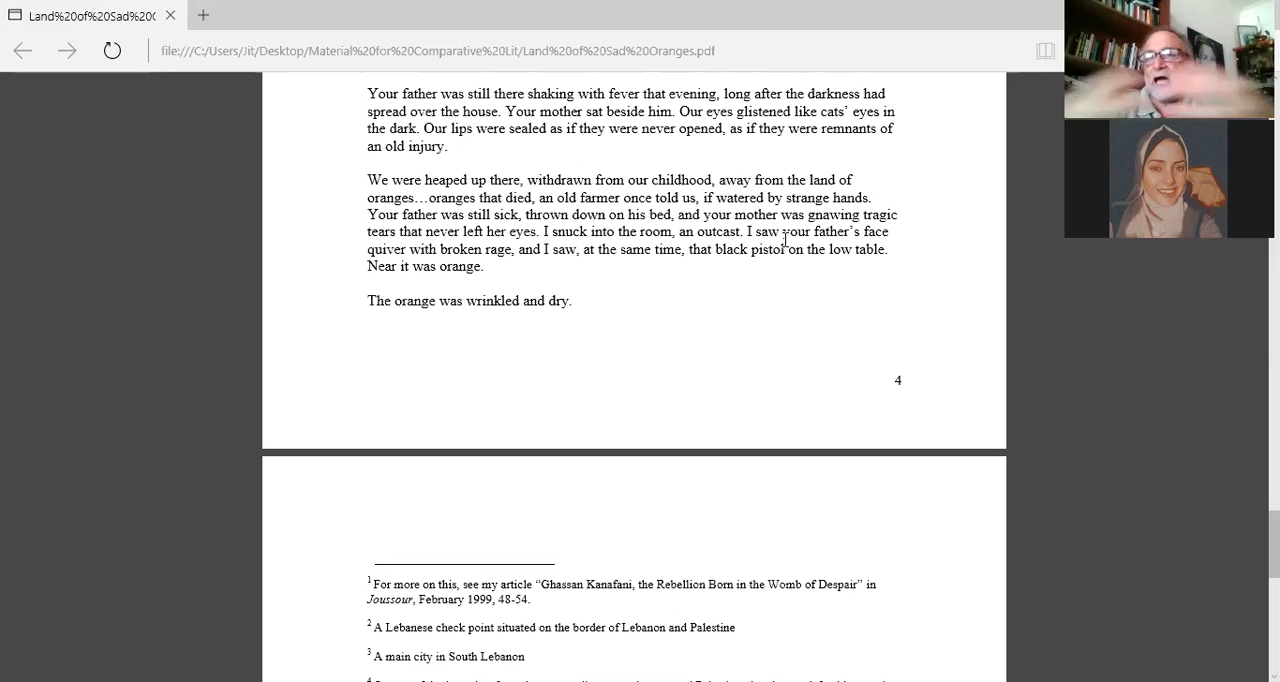 Land%20of%20Sad%20C
file:///C:/Users/Jit/Desktop/Material%20for%20Comparative%20Lit/Land%20of%20Sad%20Oranges.pdf
Your father was still there shaking with fever that evening, long after the darkness had
spread over the house. Your mother sat beside him. Our eyes glistened like cats’ eyes in
the dark. Our lips were sealed as if they were never opened, as if they were remnants of
an old injury.
We were heaped up there, withdrawn from our childhood, away from the land of
oranges…oranges that died, an old farmer once told us, if watered by strange hands.
Your father was still sick, thrown down on his bed, and your mother was gnawing tragic
tears that never left her eyes. I snuck into the room, an outcast. I saw your father’s face
quiver with broken rage, and I saw, at the same time, that black pistol on the low table.
Near it was orange.
The orange was wrinkled and dry.
4
1 For more on this, see my article “Ghassan Kanafani, the Rebellion Born in the Womb of Despair” in
Joussour, February 1999, 48-54.
2 A Lebanese check point situated on the border of Lebanon and Palestine
3 A main city in South Lebanon